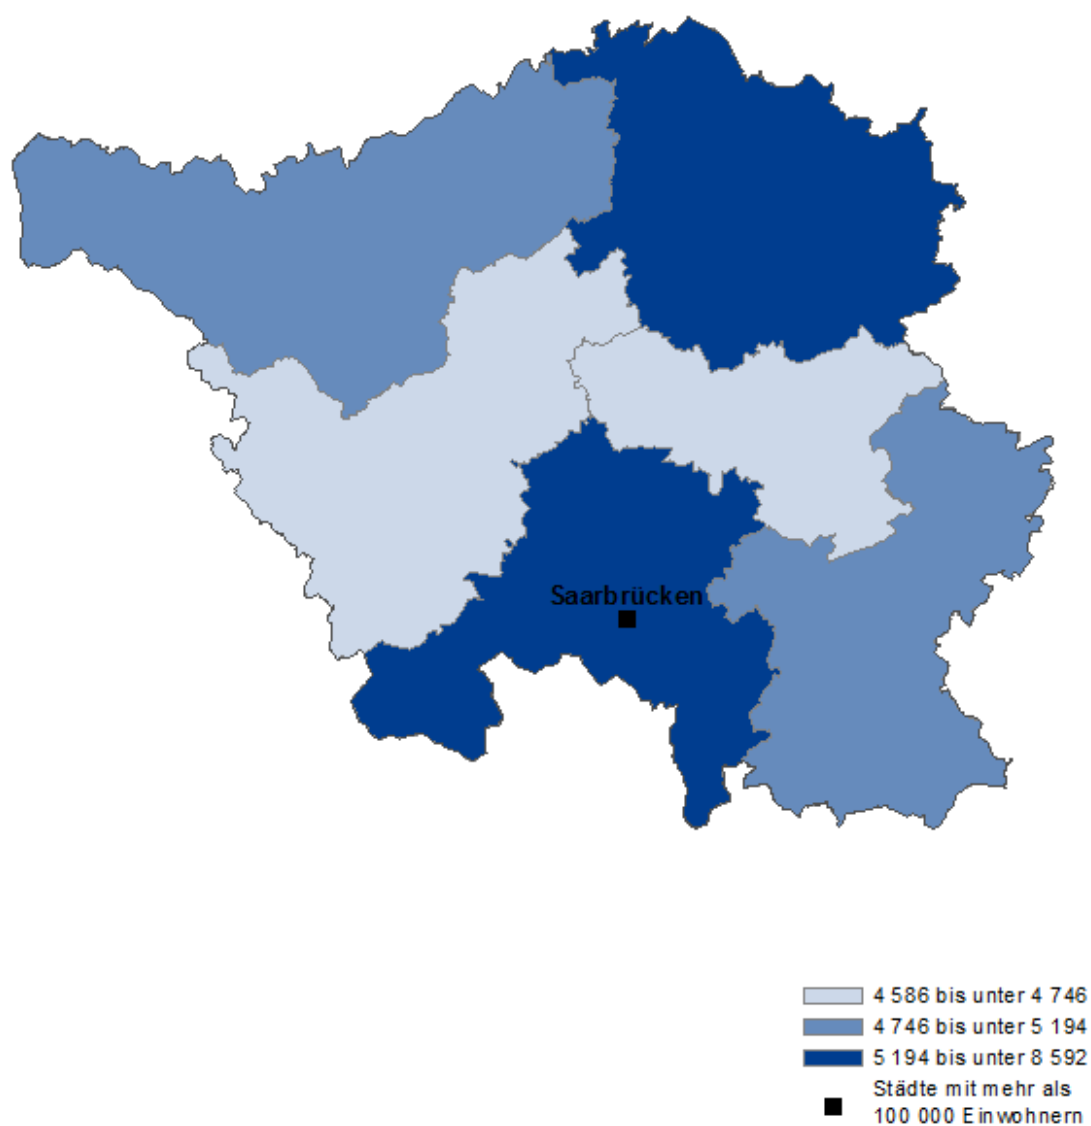 Saarbrücken
4 586 bis unter 4 746
4 746 bis unter 5 194
5 194 bis unter 8 592
Städte mit mehr als
100 000 Einwohnern